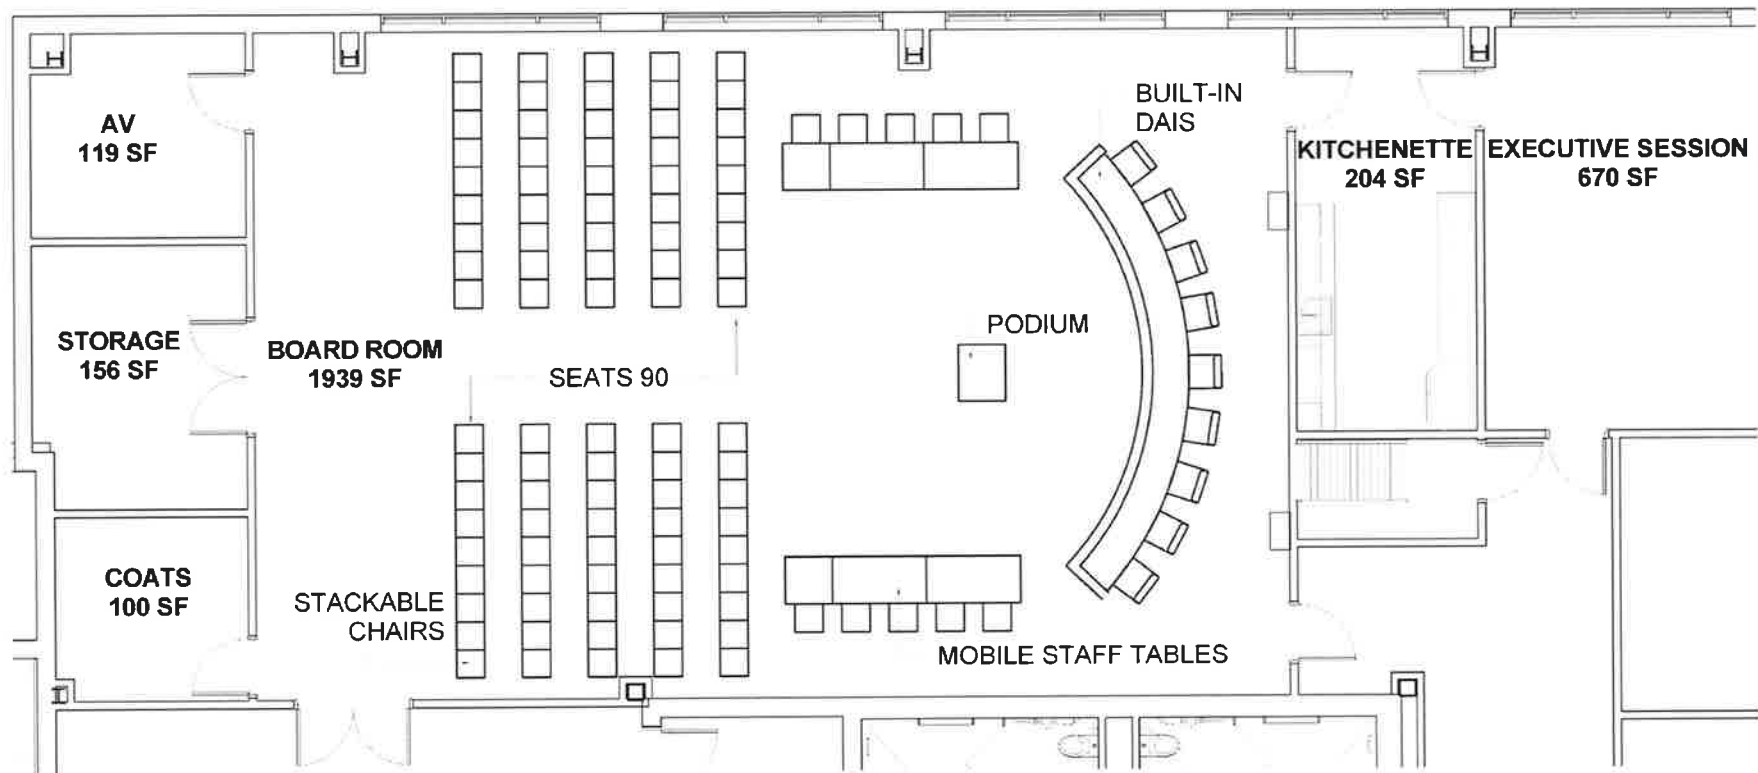 AV
119 SF
STORAGE
156 SF
COATS
100 SF
BOARD ROOM
1939 SF
SEATS 90
STACKABLE
CHAIRS
BUILT-IN
DAIS
PODIUM
MOBILE STAFF TABLES
KITCHENETTE
204 SF
EXECUTIVE SESSION
670 SF